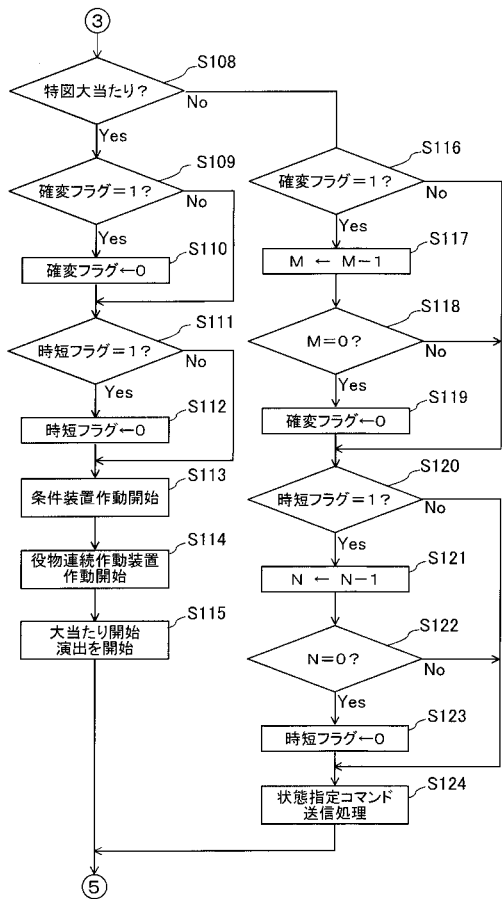 ③
S108
特図大当たり?
No
Yes
S109
確変フラグ=1?
No
Yes
S110
確変フラグ←0
S111
時短フラグ=1?
No
Yes
S112
時短フラグ←0
S113
条件装置作動開始
S114
役物連続作動装置
作動開始
S115
大当たり開始
演出を開始
S116
確変フラグ=1?
No
Yes
S117
M ← M-1
S118
M=0?
No
Yes
S119
確変フラグ←0
S120
時短フラグ=1?
No
Yes
S121
N ← N-1
S122
N=0?
No
Yes
S123
時短フラグ←0
S124
状態指定コマンド
送信処理
⑤